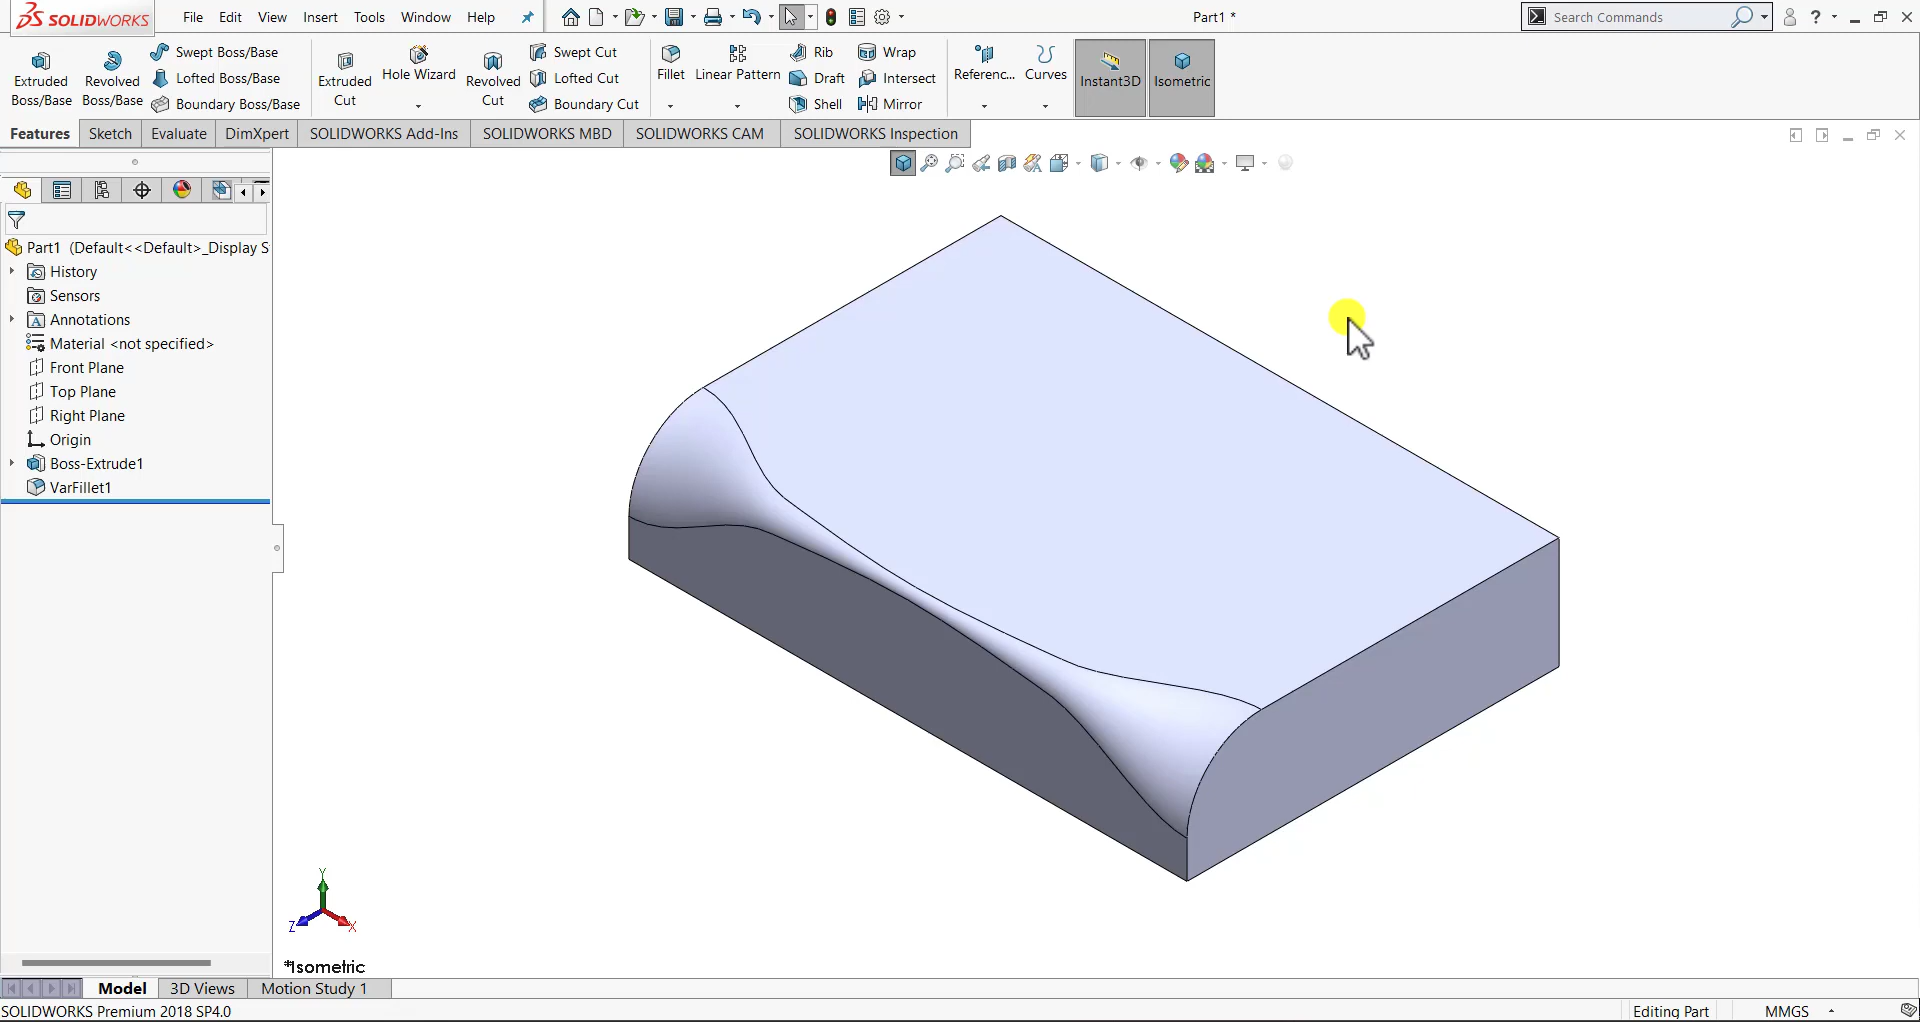 SOLIDWORKS File Edit View Insert Tools Window Help Part1 * Search Commands ?
Extruded Boss/Base
Revolved Boss/Base
Swept Boss/Base
Lofted Boss/Base
Boundary Boss/Base
Extruded Cut
Hole Wizard
Revolved Cut
Swept Cut
Lofted Cut
Boundary Cut
Fillet
Linear Pattern
Rib
Draft
Shell
Wrap
Intersect
Mirror
Referenc...
Curves
Instant3D
Isometric
Features Sketch Evaluate DimXpert SOLIDWORKS Add-Ins SOLIDWORKS MBD SOLIDWORKS CAM SOLIDWORKS Inspection
Part1 (Default<<Default>_Display S
History
Sensors
Annotations
Material <not specified>
Front Plane
Top Plane
Right Plane
Origin
Boss-Extrude1
VarFillet1
Y
Z X
*Isometric
Model 3D Views Motion Study 1
SOLIDWORKS Premium 2018 SP4.0 Editing Part MMGS